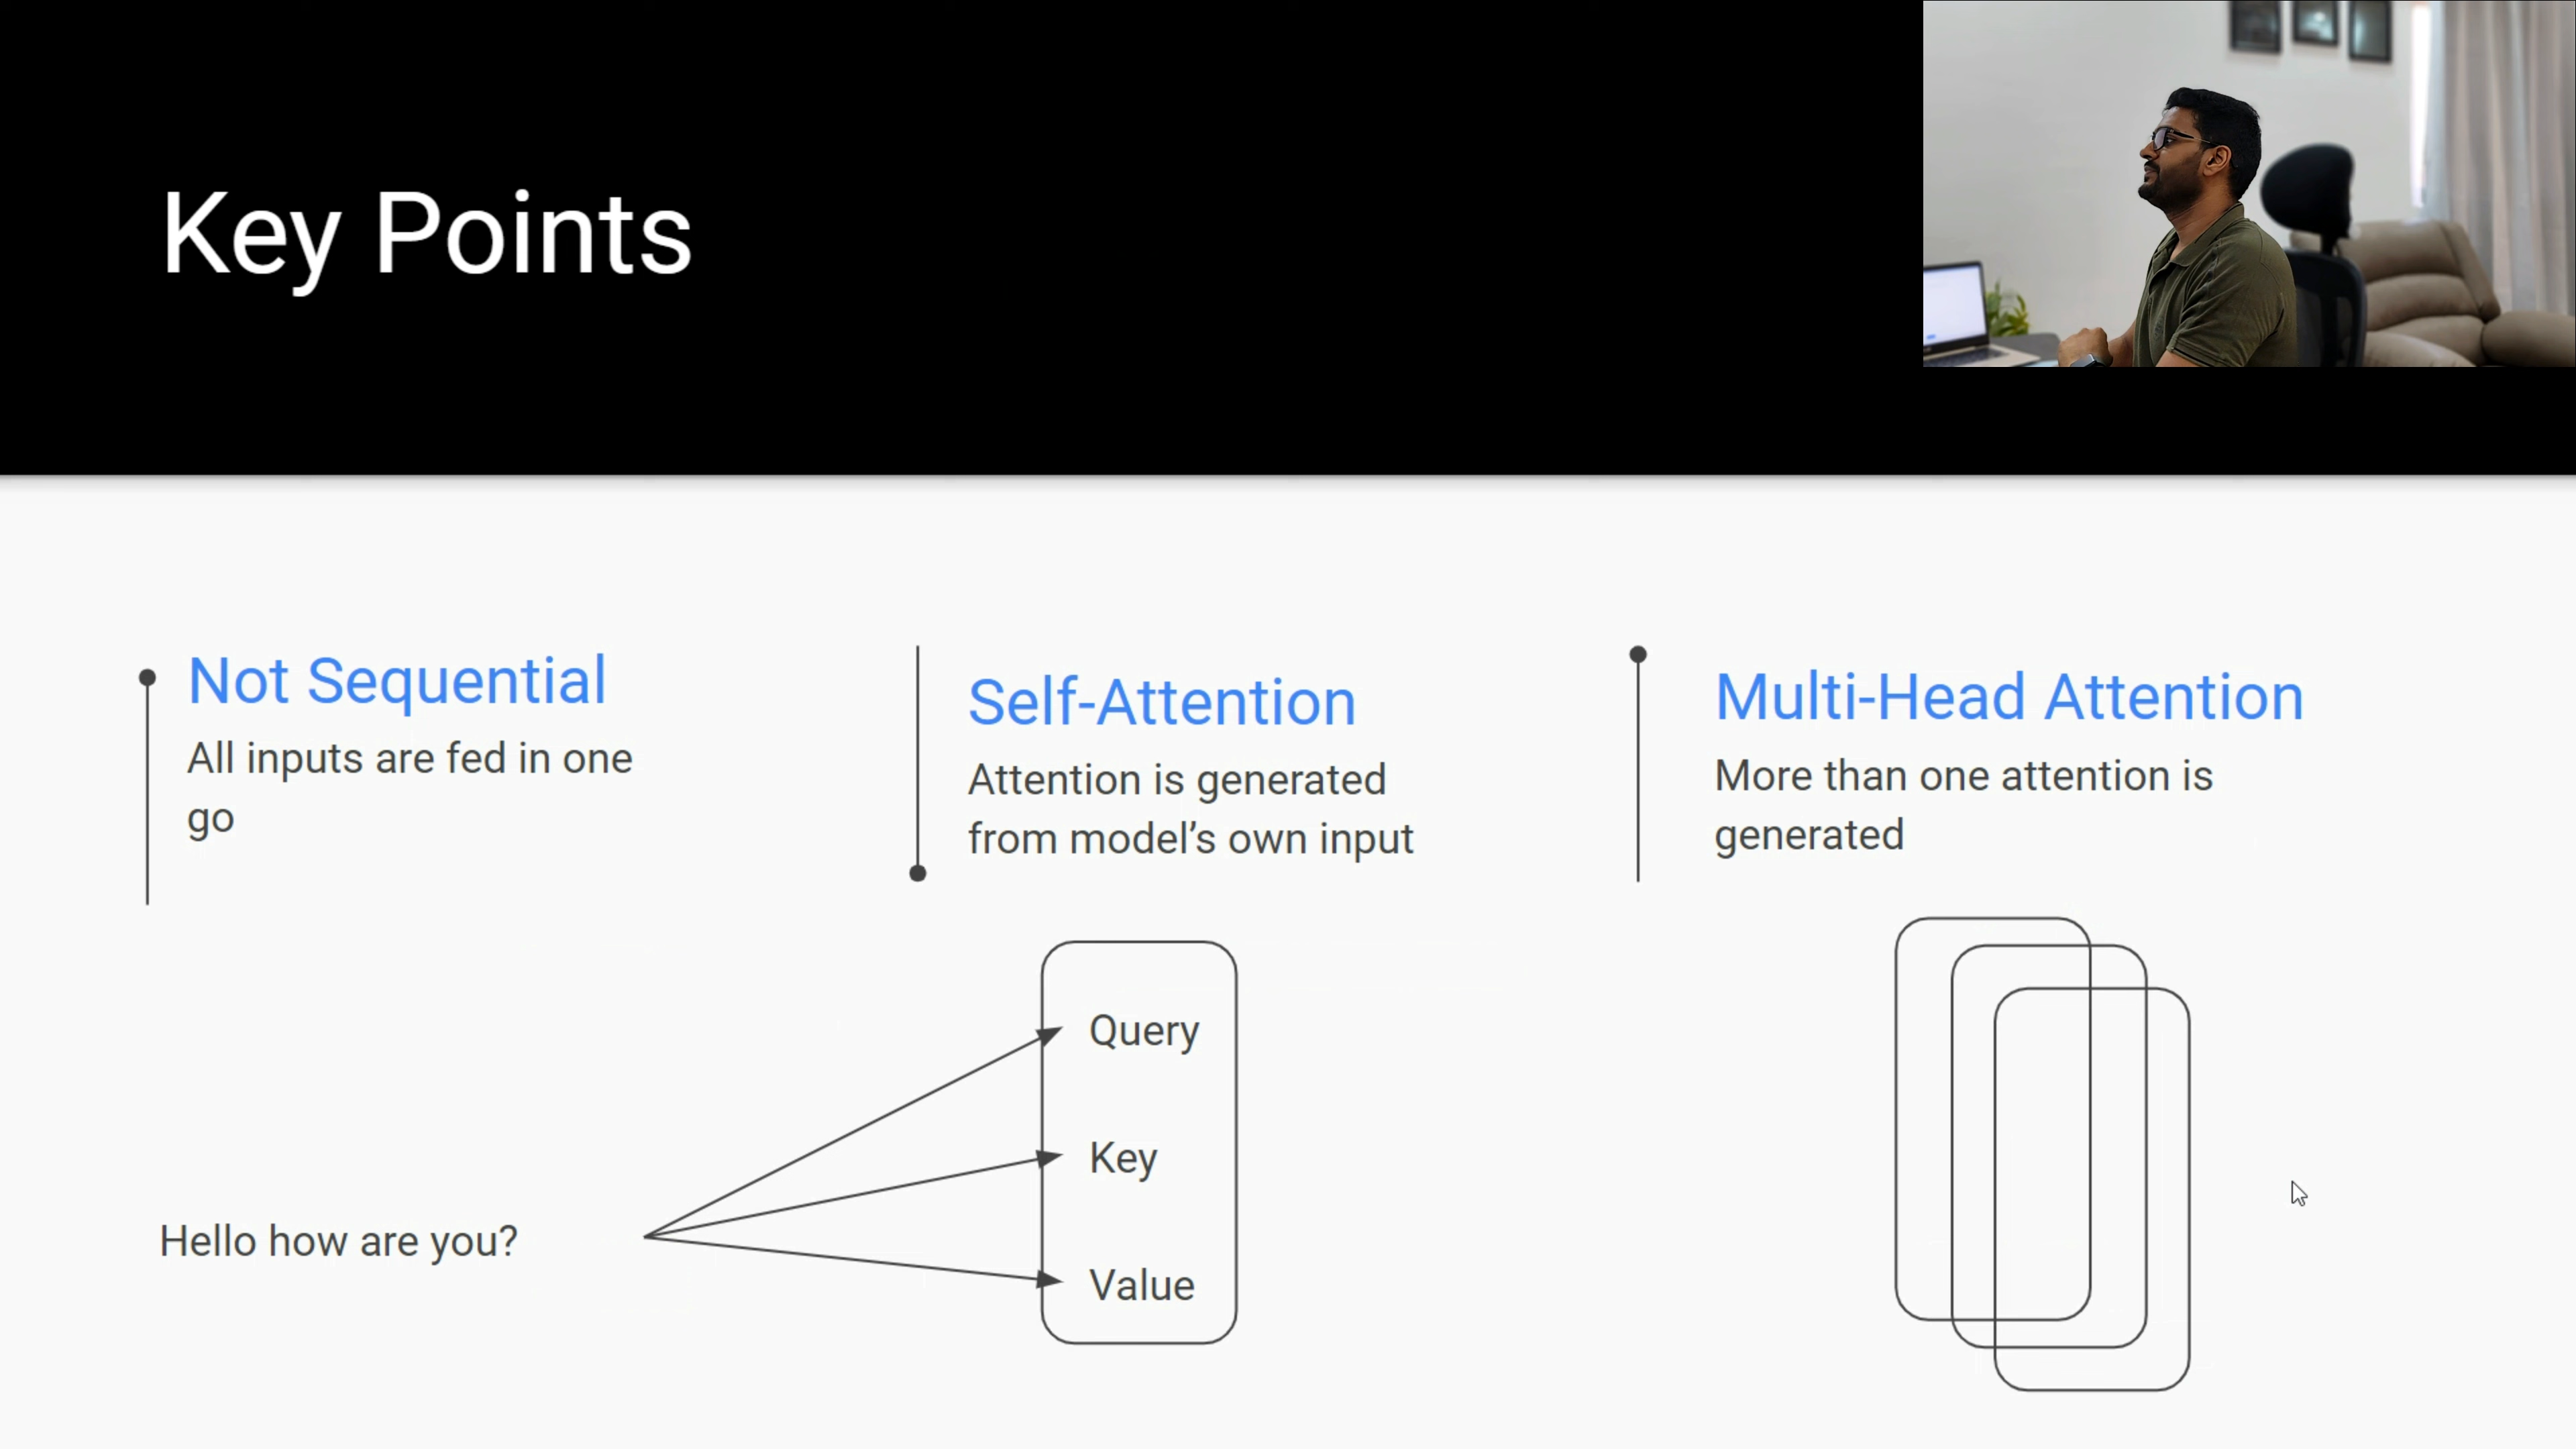 Key Points
Not Sequential
All inputs are fed in one
go
Self-Attention
Attention is generated
from model’s own input
Multi-Head Attention
More than one attention is
generated
Hello how are you?
Query
Key
Value